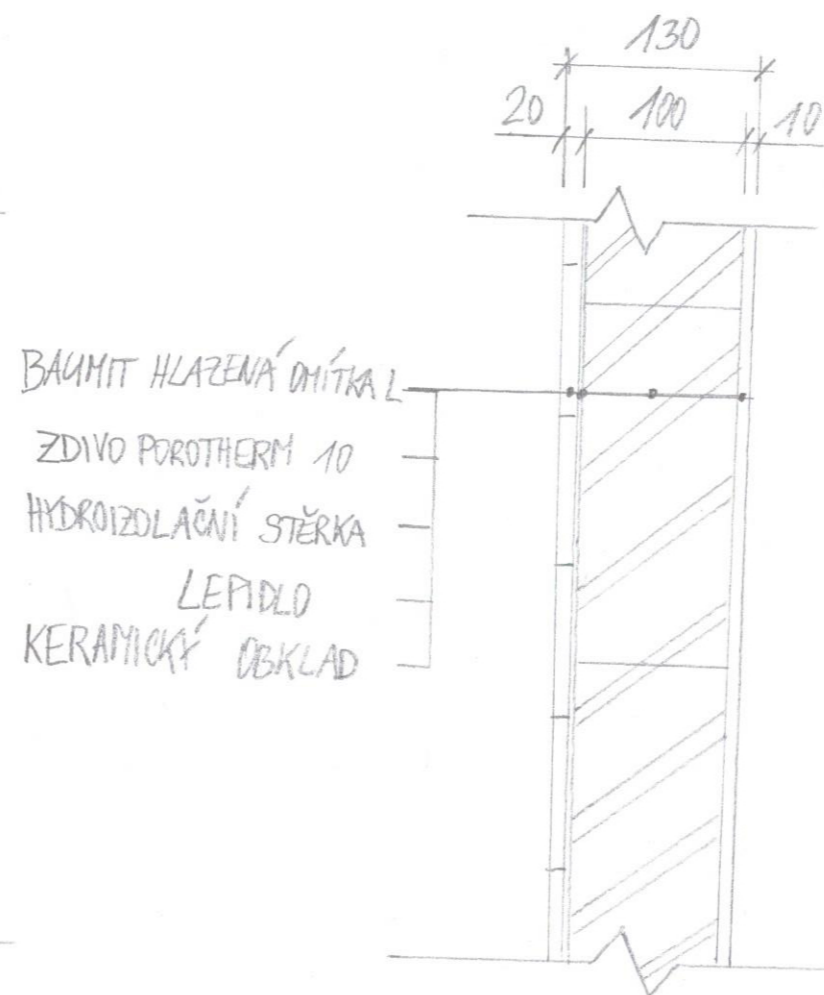 130
20 100 10
BAUMIT HLAZENÁ OMÍTKA L
ZDIVO POROTHERM 10
HYDROIZOLAČNÍ STĚRKA
LEPIDLO
KERAMICKÝ OBKLAD